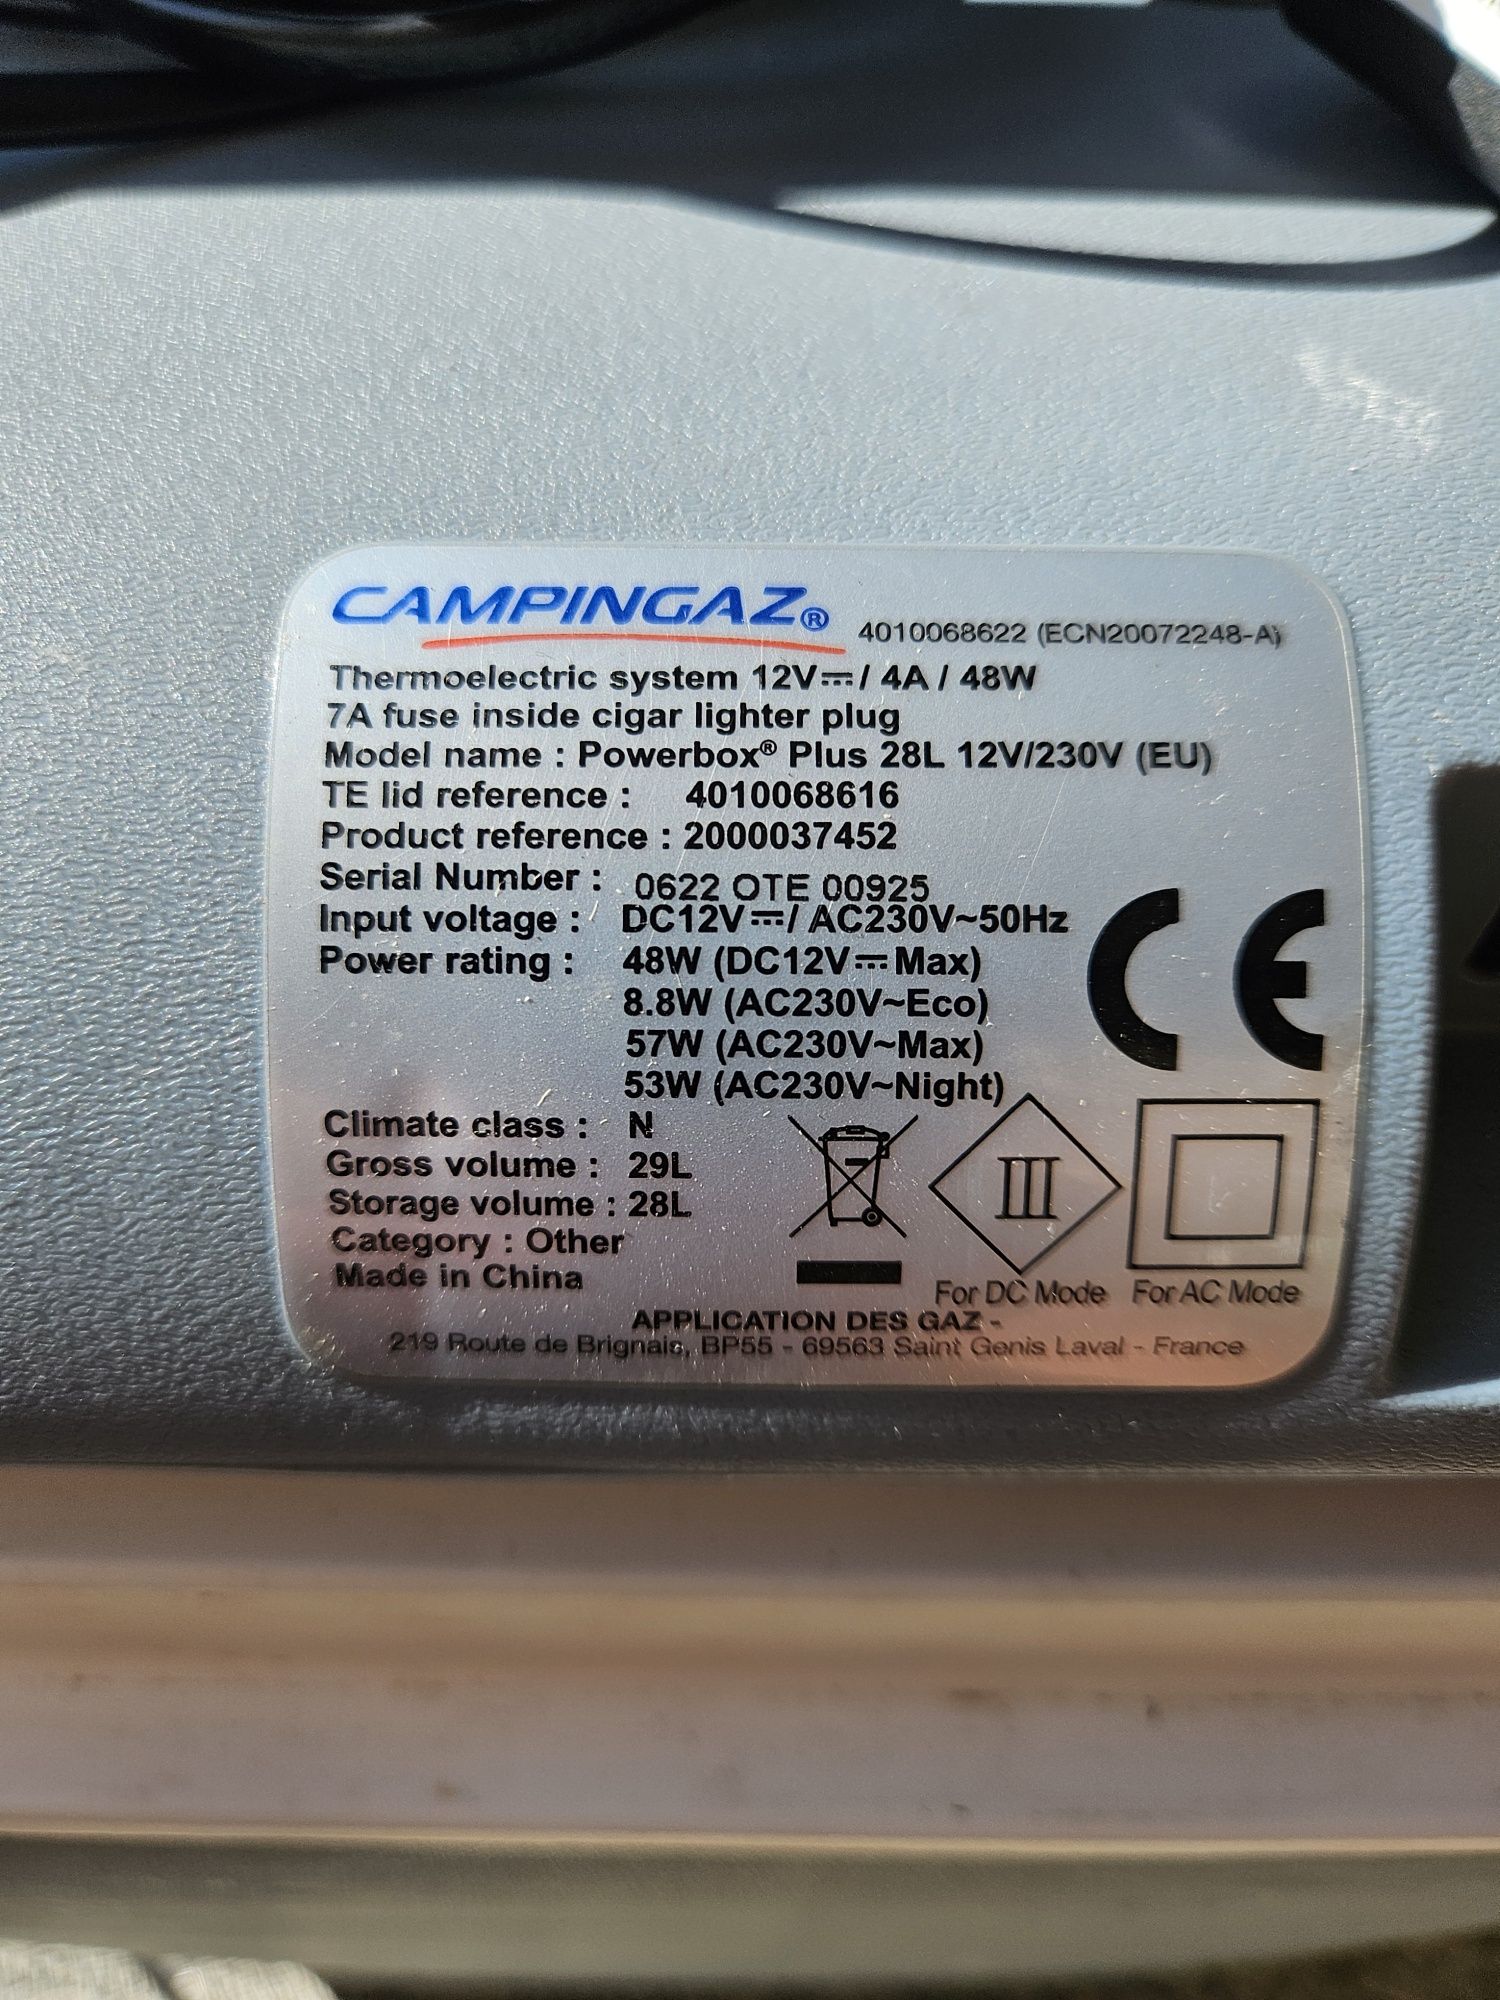 CAMPINGAZ® 4010068622 (ECN20072248-A)
Thermoelectric system 12V⎓/ 4A / 48W
7A fuse inside cigar lighter plug
Model name : Powerbox® Plus 28L 12V/230V (EU)
TE lid reference : 4010068616
Product reference : 2000037452
Serial Number : 0622 OTE 00925
Input voltage : DC12V⎓/ AC230V~50Hz
Power rating : 48W (DC12V⎓Max)
8.8W (AC230V~Eco)
57W (AC230V~Max)
53W (AC230V~Night)
CE
Climate class : N
Gross volume : 29L
Storage volume : 28L
Category : Other
Made in China
III
For DC Mode For AC Mode
APPLICATION DES GAZ -
219 Route de Brignais, BP55 - 69563 Saint Genis Laval - France